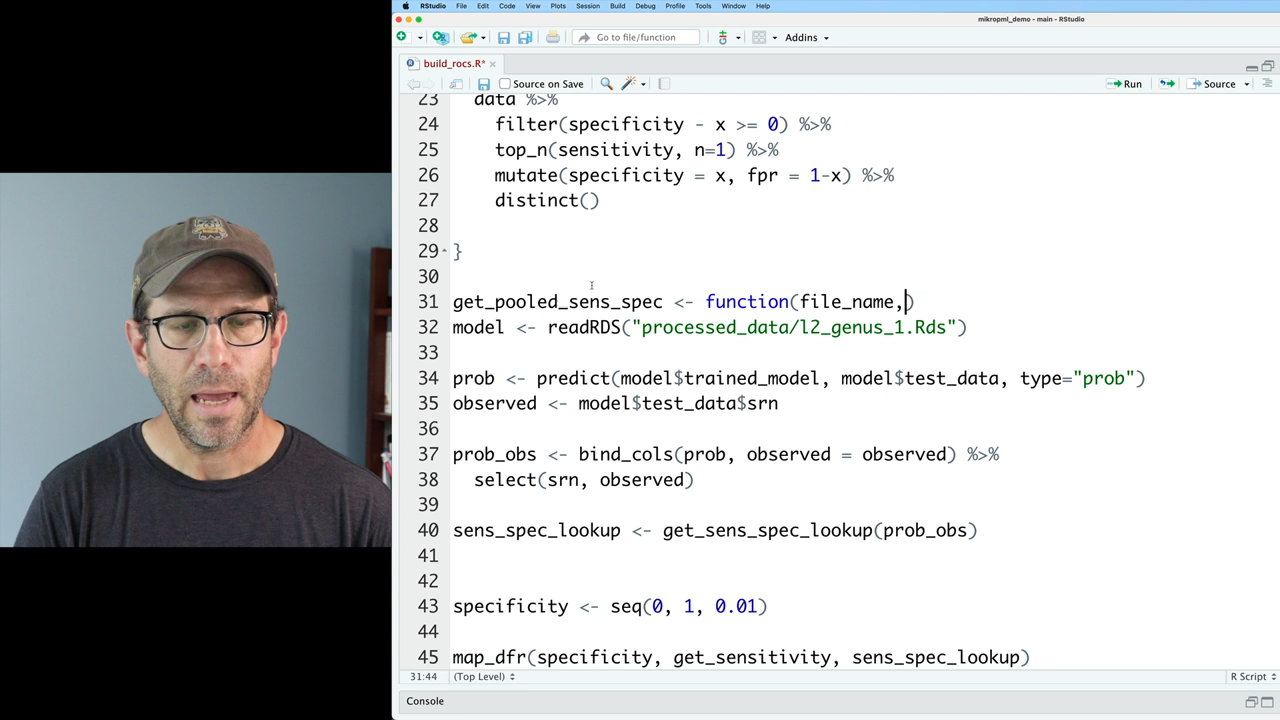 RStudio File Edit Code View Plots Session Build Debug Profile Tools Window Help
mikropml_demo - main - RStudio
Go to file/function Addins
build_rocs.R*
Source on Save Run Source
23 data %>%
24 filter(specificity - x >= 0) %>%
25 top_n(sensitivity, n=1) %>%
26 mutate(specificity = x, fpr = 1-x) %>%
27 distinct()
28
29 }
30
31 get_pooled_sens_spec <- function(file_name,)
32 model <- readRDS("processed_data/l2_genus_1.Rds")
33
34 prob <- predict(model$trained_model, model$test_data, type="prob")
35 observed <- model$test_data$srn
36
37 prob_obs <- bind_cols(prob, observed = observed) %>%
38 select(srn, observed)
39
40 sens_spec_lookup <- get_sens_spec_lookup(prob_obs)
41
42
43 specificity <- seq(0, 1, 0.01)
44
45 map_dfr(specificity, get_sensitivity, sens_spec_lookup)
31:44 (Top Level) R Script
Console